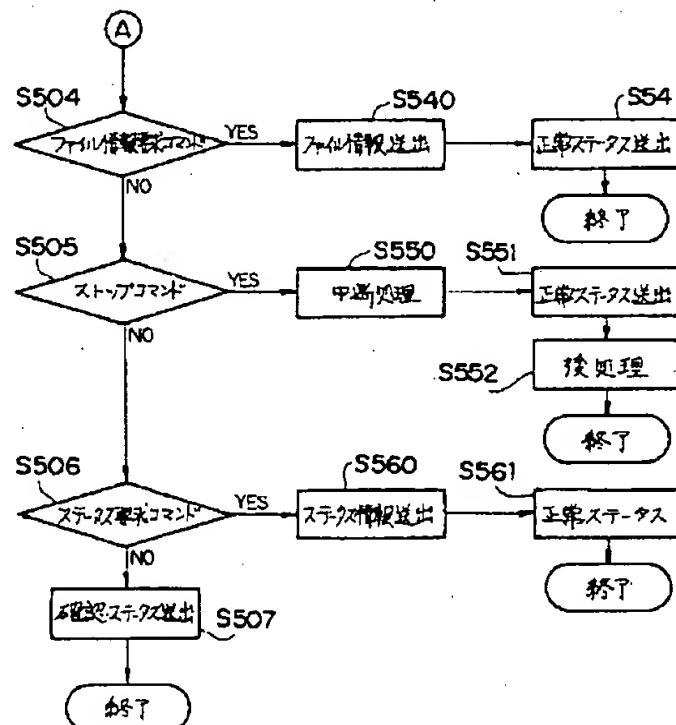 A
S504
ファイル情報要求コマンド
YES
S540
ファイル情報送出
S54
正常ステータス送出
終了
NO
S505
ストップコマンド
YES
S550
中断処理
S551
正常ステータス送出
NO
S552
後処理
終了
S506
ステータス要求コマンド
YES
S560
ステータス情報送出
S561
正常ステータス
終了
NO
確認ステータス送出
S507
終了